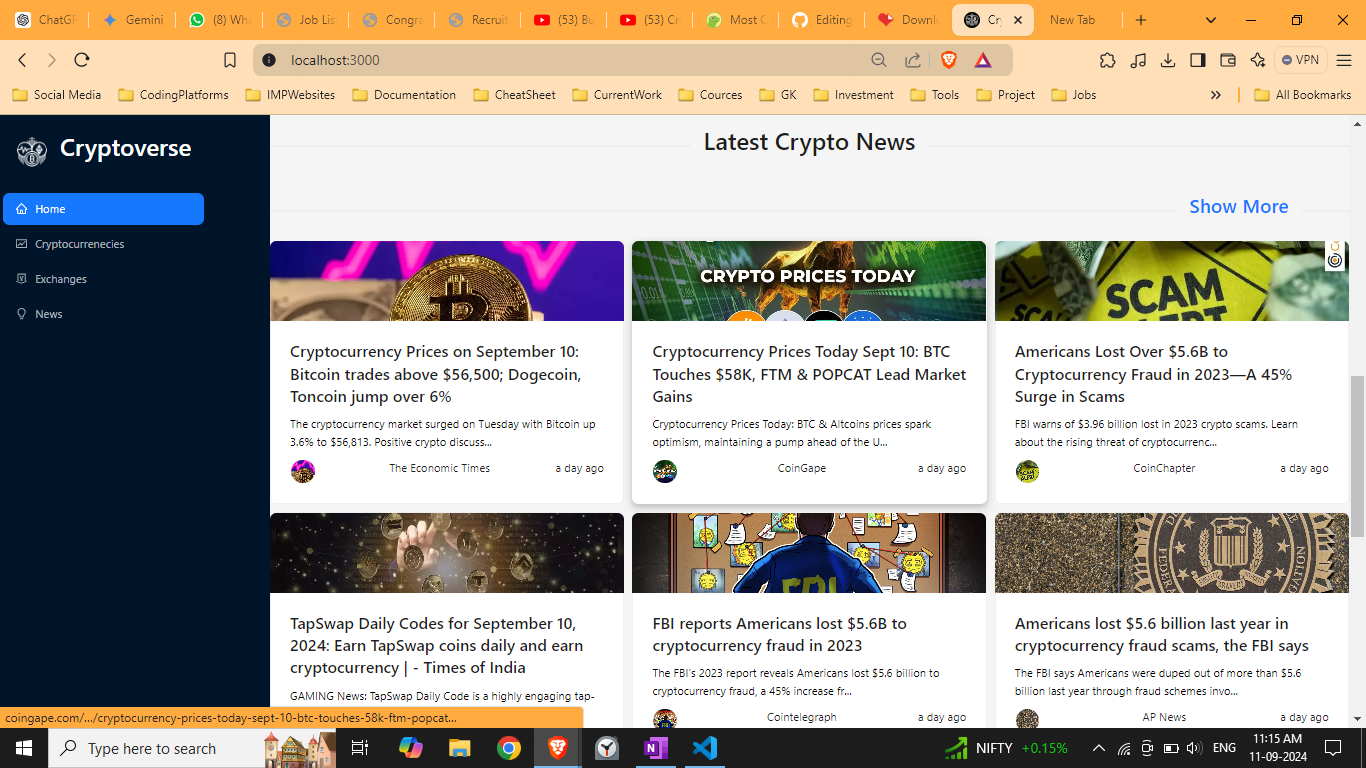 ChatGP
Gemini
(8) Wha
Job Lis
Congra
Recruit
(53) Bu
(53) Cr
Most C
Editing
Downl
Cry
New Tab
localhost:3000
VPN
Social Media
CodingPlatforms
IMPWebsites
Documentation
CheatSheet
CurrentWork
Cources
GK
Investment
Tools
Project
Jobs
All Bookmarks
Cryptoverse
Home
Cryptocurrenecies
Exchanges
News
Latest Crypto News
Show More
CRYPTO PRICES TODAY
SCAM
ALERT
Cryptocurrency Prices on September 10:
Bitcoin trades above $56,500; Dogecoin,
Toncoin jump over 6%
The cryptocurrency market surged on Tuesday with Bitcoin up
3.6% to $56,813. Positive crypto discuss...
The Economic Times
a day ago
Cryptocurrency Prices Today Sept 10: BTC
Touches $58K, FTM & POPCAT Lead Market
Gains
Cryptocurrency Prices Today: BTC & Altcoins prices spark
optimism, maintaining a pump ahead of the U...
CoinGape
a day ago
Americans Lost Over $5.6B to
Cryptocurrency Fraud in 2023—A 45%
Surge in Scams
FBI warns of $3.96 billion lost in 2023 crypto scams. Learn
about the rising threat of cryptocurrenc...
CoinChapter
a day ago
FBI
TapSwap Daily Codes for September 10,
2024: Earn TapSwap coins daily and earn
cryptocurrency | - Times of India
GAMING News: TapSwap Daily Code is a highly engaging tap-
FBI reports Americans lost $5.6B to
cryptocurrency fraud in 2023
The FBI's 2023 report reveals Americans lost $5.6 billion to
cryptocurrency fraud, a 45% increase fr...
Cointelegraph
a day ago
Americans lost $5.6 billion last year in
cryptocurrency fraud scams, the FBI says
The FBI says Americans were duped out of more than $5.6
billion last year through fraud schemes invo...
AP News
a day ago
coingape.com/.../cryptocurrency-prices-today-sept-10-btc-touches-58k-ftm-popcat...
Type here to search
NIFTY +0.15%
ENG
11:15 AM
11-09-2024